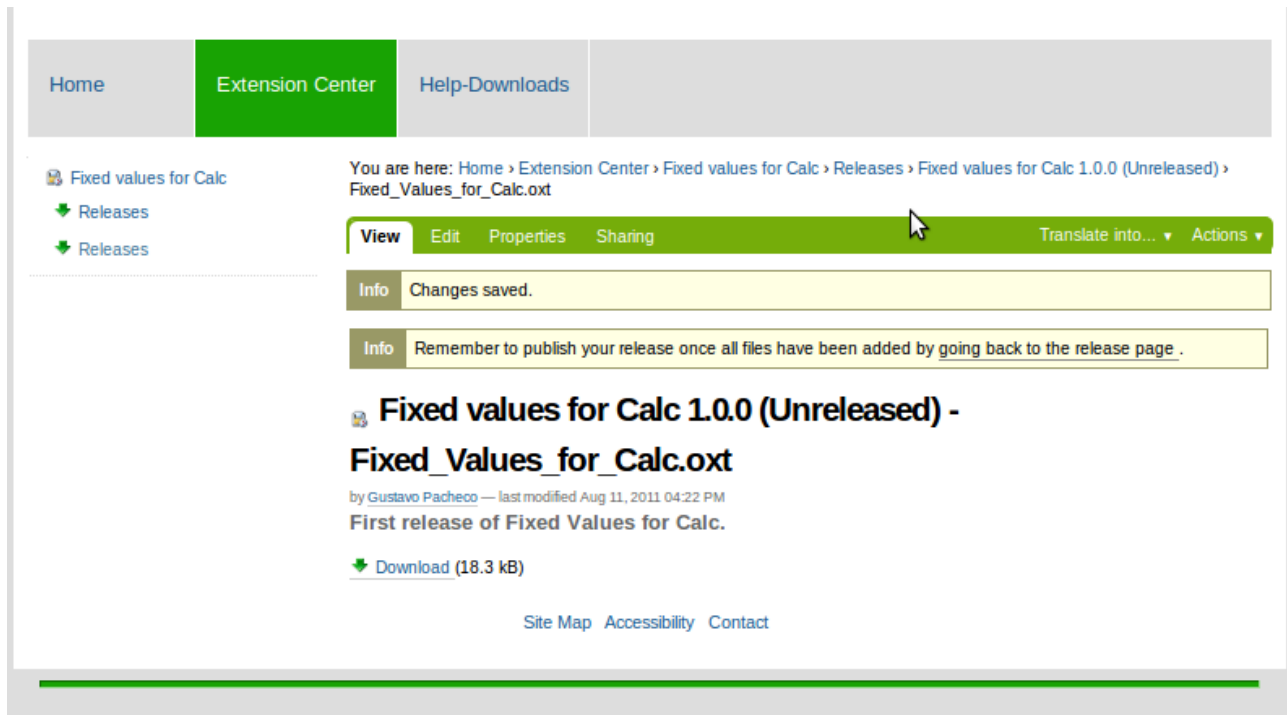 Home
Extension Center
Help-Downloads
Fixed values for Calc
Releases
Releases
You are here: Home › Extension Center › Fixed values for Calc › Releases › Fixed values for Calc 1.0.0 (Unreleased) ›
Fixed_Values_for_Calc.oxt
View Edit Properties Sharing Translate into... ▾ Actions ▾
Info Changes saved.
Info Remember to publish your release once all files have been added by going back to the release page .
Fixed values for Calc 1.0.0 (Unreleased) -
Fixed_Values_for_Calc.oxt
by Gustavo Pacheco — last modified Aug 11, 2011 04:22 PM
First release of Fixed Values for Calc.
Download (18.3 kB)
Site Map Accessibility Contact